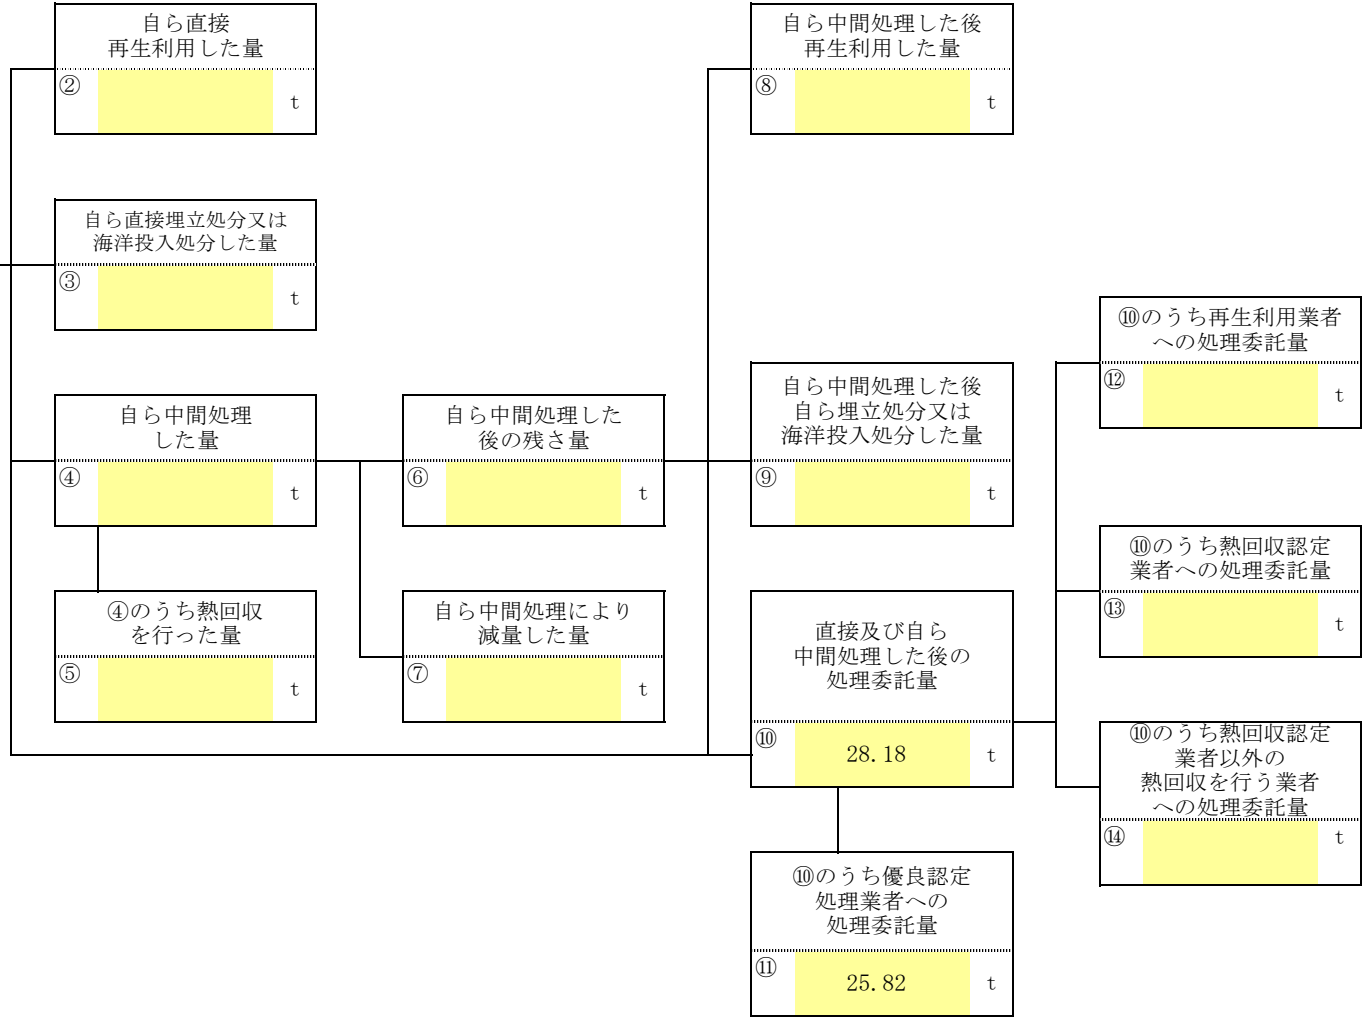 自ら直接
再生利用した量
②
t
自ら中間処理した後
再生利用した量
⑧
t
自ら直接埋立処分又は
海洋投入処分した量
③
t
⑩のうち再生利用業者
への処理委託量
⑫
t
自ら中間処理
した量
④
t
自ら中間処理した
後の残さ量
⑥
t
自ら中間処理した後
自ら埋立処分又は
海洋投入処分した量
⑨
t
⑩のうち熱回収認定
業者への処理委託量
⑬
t
④のうち熱回収
を行った量
⑤
t
自ら中間処理により
減量した量
⑦
t
直接及び自ら
中間処理した後の
処理委託量
⑩
28.18
t
⑩のうち熱回収認定
業者以外の
熱回収を行う業者
への処理委託量
⑭
t
⑩のうち優良認定
処理業者への
処理委託量
⑪
25.82
t